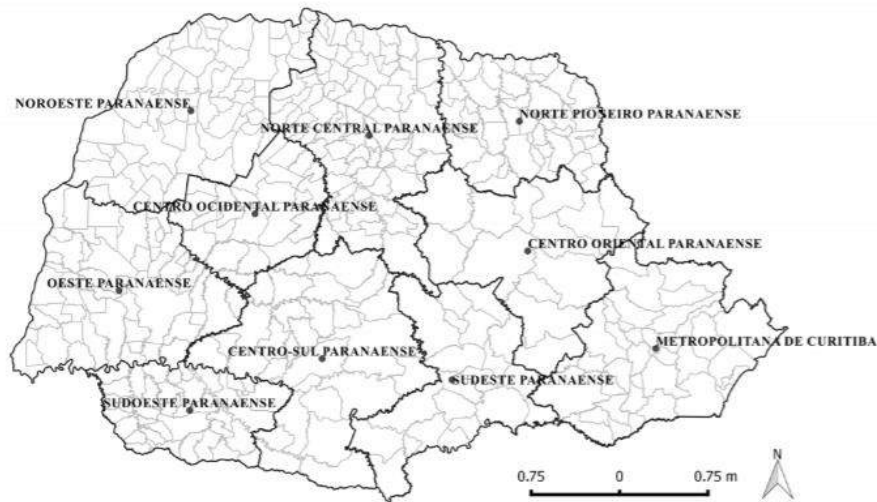 NOROESTE PARANAENSE
NORTE PIONEIRO PARANAENSE
NORTE CENTRAL PARANAENSE
CENTRO OCIDENTAL PARANAENSE
CENTRO ORIENTAL PARANAENSE
OESTE PARANAENSE
METROPOLITANA DE CURITIBA
CENTRO-SUL PARANAENSE
SUDESTE PARANAENSE
SUDOESTE PARANAENSE
N
0.75 0 0.75 m